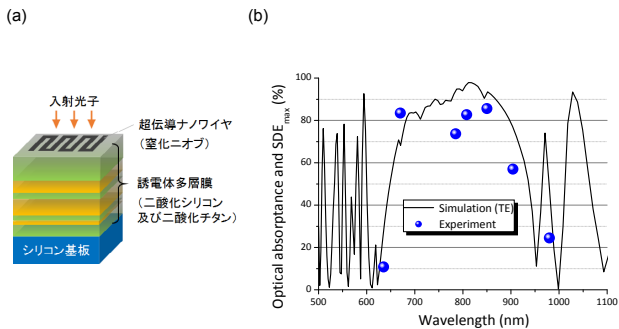 (a)
入射光子
超伝導ナノワイヤ
(窒化ニオブ)
誘電体多層膜
(二酸化シリコン
及び二酸化チタン)
シリコン基板
(b)
Optical absorptance and SDE max (%)
100
80
60
40
20
0
Simulation (TE)
Experiment
500 600 700 800 900 1000 1100
Wavelength (nm)